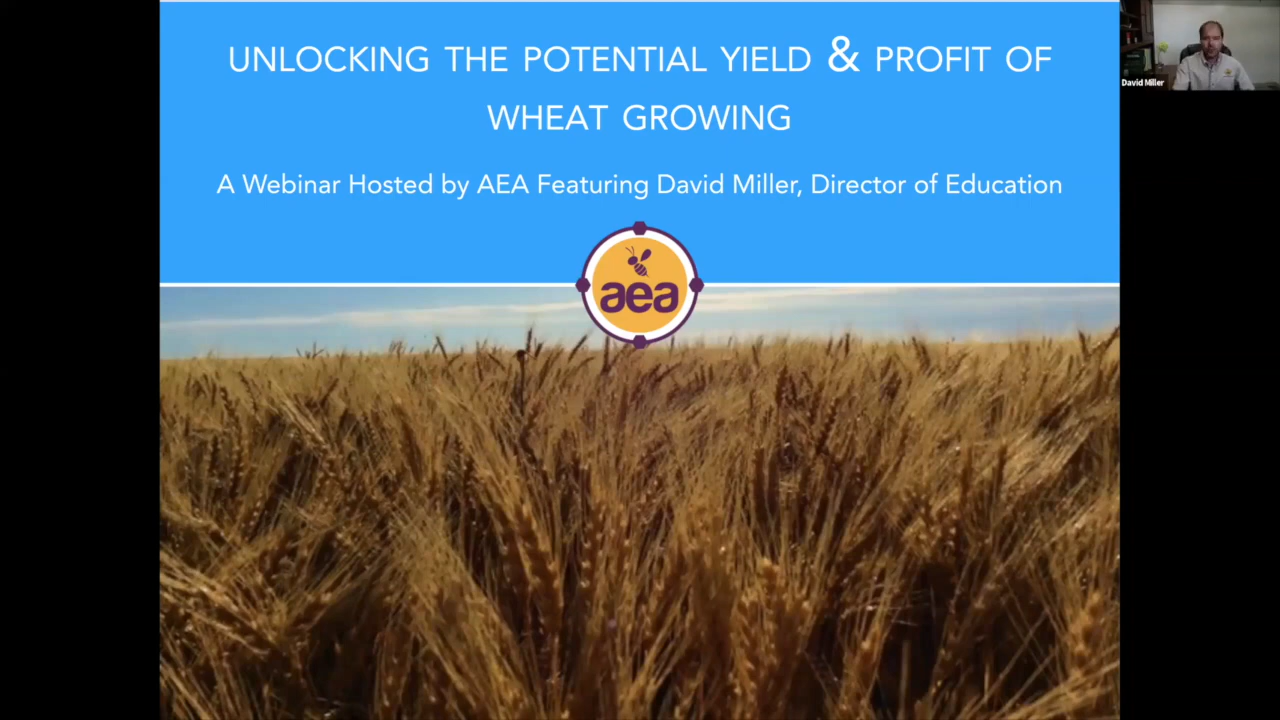 UNLOCKING THE POTENTIAL YIELD & PROFIT OF
WHEAT GROWING
A Webinar Hosted by AEA Featuring David Miller, Director of Education
aea
David Miller